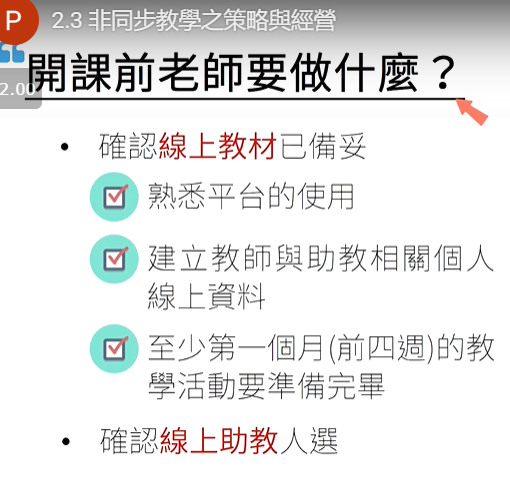 P 2.3 非同步教學之策略與經營
2.00
開課前老師要做什麼？
• 確認線上教材已備妥
熟悉平台的使用
建立教師與助教相關個人
線上資料
至少第一個月(前四週)的教
學活動要準備完畢
• 確認線上助教人選